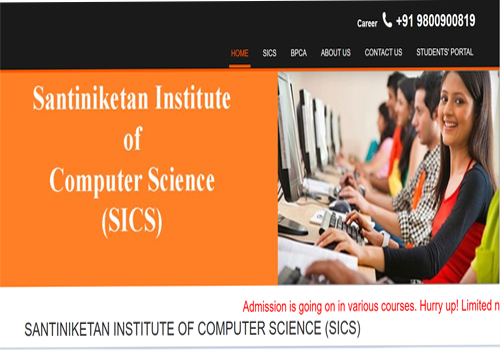 Career +91 9800900819
HOME SICS BPCA ABOUT US CONTACT US STUDENTS' PORTAL
Santiniketan Institute
of
Computer Science
(SICS)
Admission is going on in various courses. Hurry up! Limited n
SANTINIKETAN INSTITUTE OF COMPUTER SCIENCE (SICS)